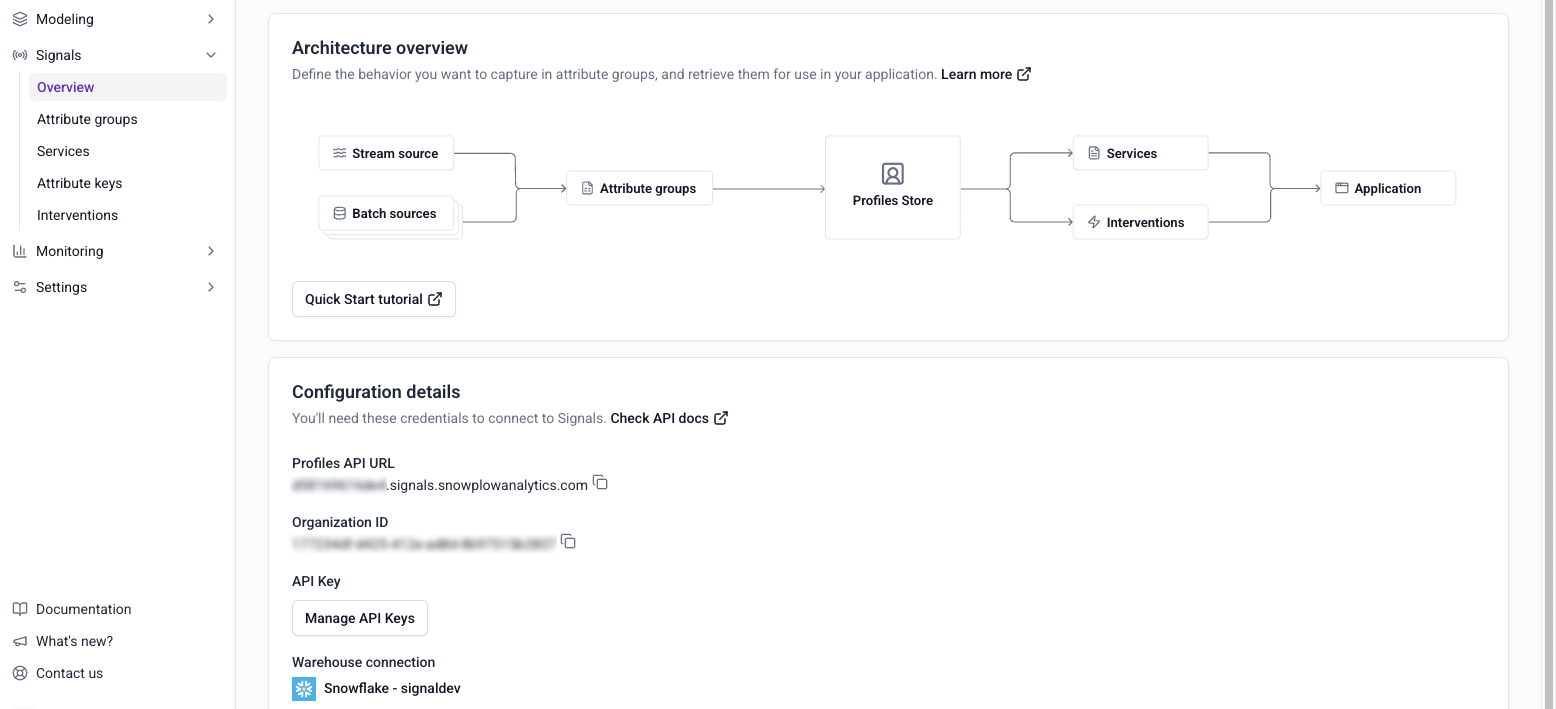 Modeling
Signals
Overview
Attribute groups
Services
Attribute keys
Interventions
Monitoring
Settings
Documentation
What's new?
Contact us
Architecture overview
Define the behavior you want to capture in attribute groups, and retrieve them for use in your application. Learn more
Stream source
Batch sources
Attribute groups
Profiles Store
Services
Interventions
Application
Quick Start tutorial
Configuration details
You'll need these credentials to connect to Signals. Check API docs
Profiles API URL
.signals.snowplowanalytics.com
Organization ID
API Key
Manage API Keys
Warehouse connection
Snowflake - signaldev